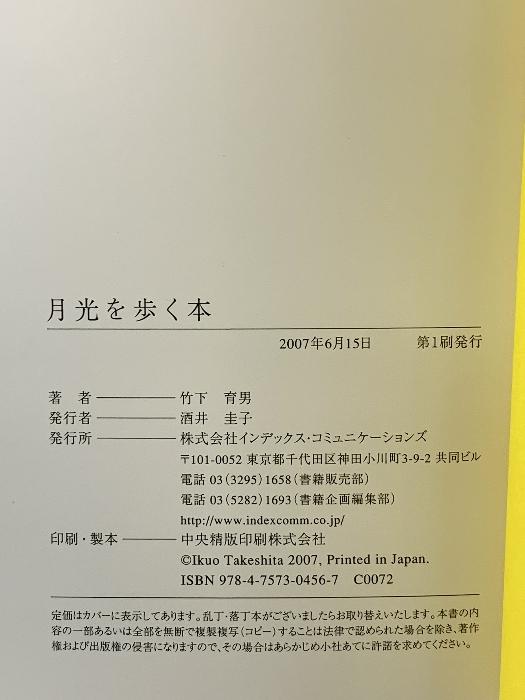 月光を歩く本
2007年6月15日 第1刷発行
著 者 ——— 竹下 育男
発行者 ——— 酒井 圭子
発行所 ——— 株式会社インデックス・コミュニケーションズ
〒101-0052 東京都千代田区神田小川町3-9-2 共同ビル
電話 03(3295)1658(書籍販売部)
電話 03(5282)1693(書籍企画編集部)
http://www.indexcomm.co.jp/
印刷・製本 ——— 中央精版印刷株式会社
©Ikuo Takeshita 2007, Printed in Japan.
ISBN 978-4-7573-0456-7 C0072
定価はカバーに表示してあります。乱丁・落丁本がございましたらお取り替えいたします。本書の内
容の一部あるいは全部を無断で複製複写(コピー)することは法律で認められた場合を除き、著作
権および出版権の侵害になりますので、その場合はあらかじめ小社あてに許諾を求めてください。